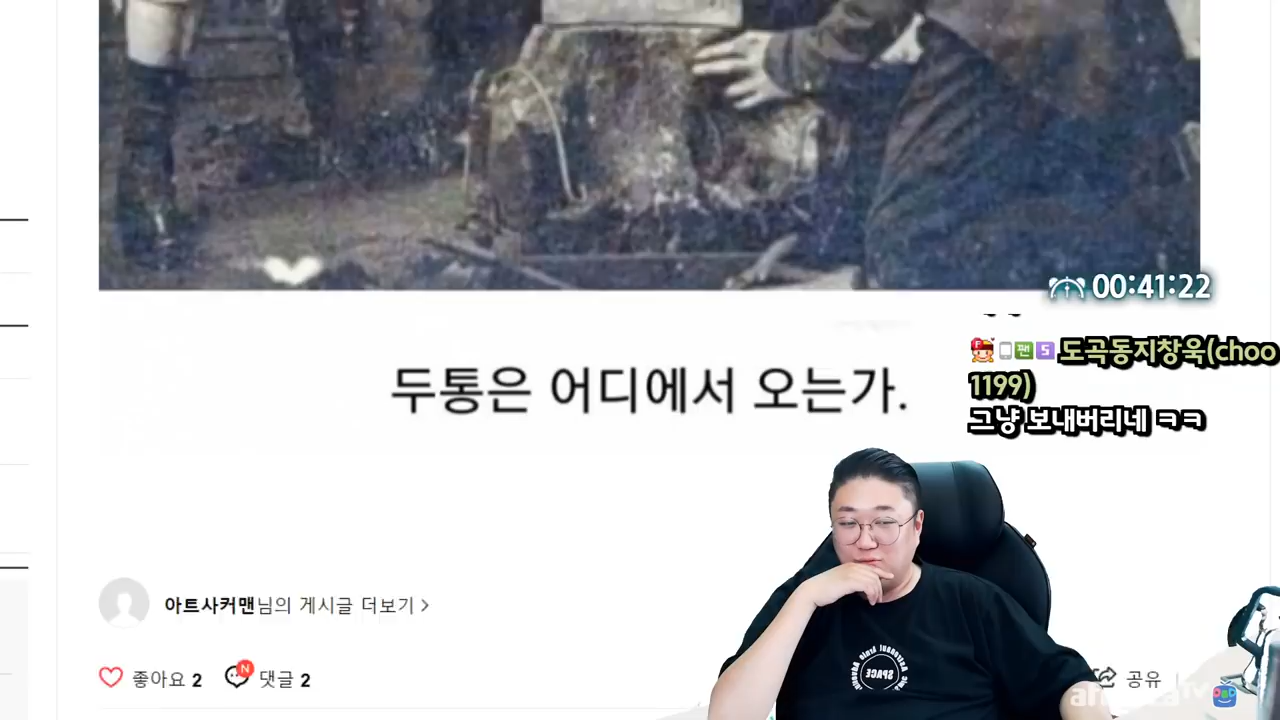 00:41:22
도곡동지창욱(choo
1199)
그냥 보내버리네 ㅋㅋ
두통은 어디에서 오는가.
아트사커맨님의 게시글 더보기 >
좋아요 2
N
댓글 2
공유
SPACE